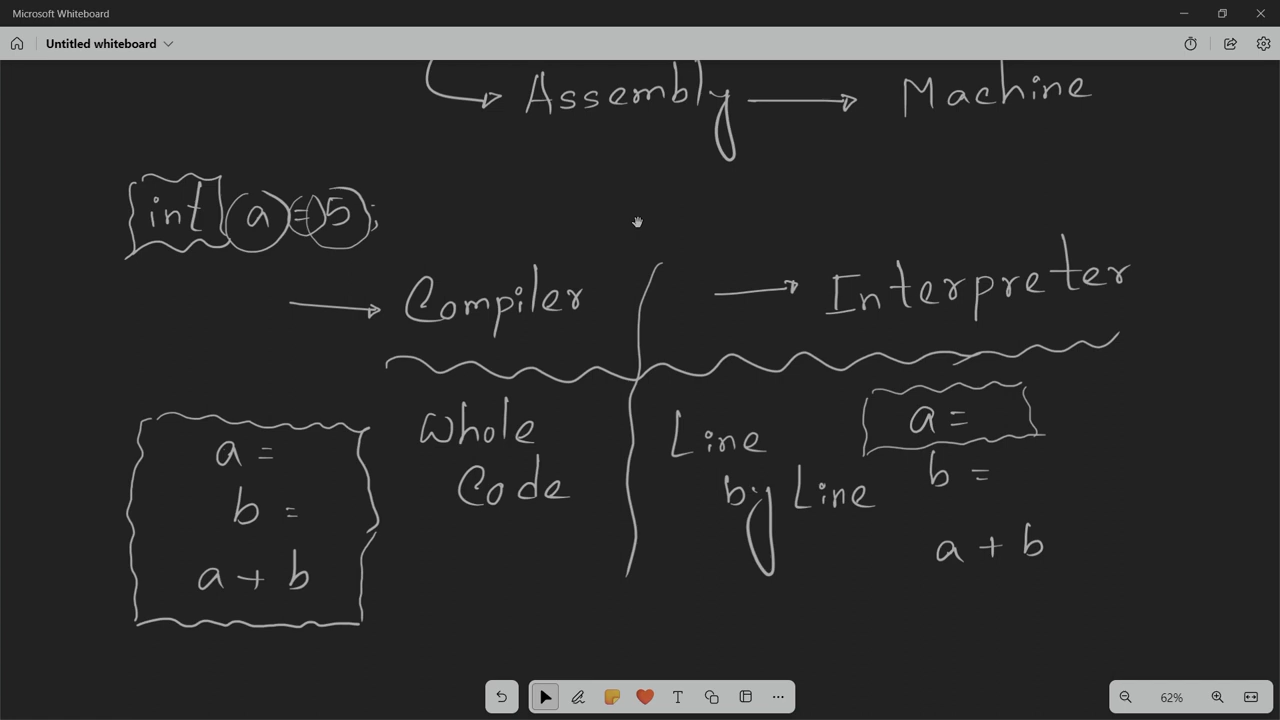 Microsoft Whiteboard
Untitled whiteboard
Assembly → Machine
int a = 5;
→ Compiler
→ Interpreter
a =
b =
a + b
Whole
Code
Line
by Line
a =
b =
a + b
62%